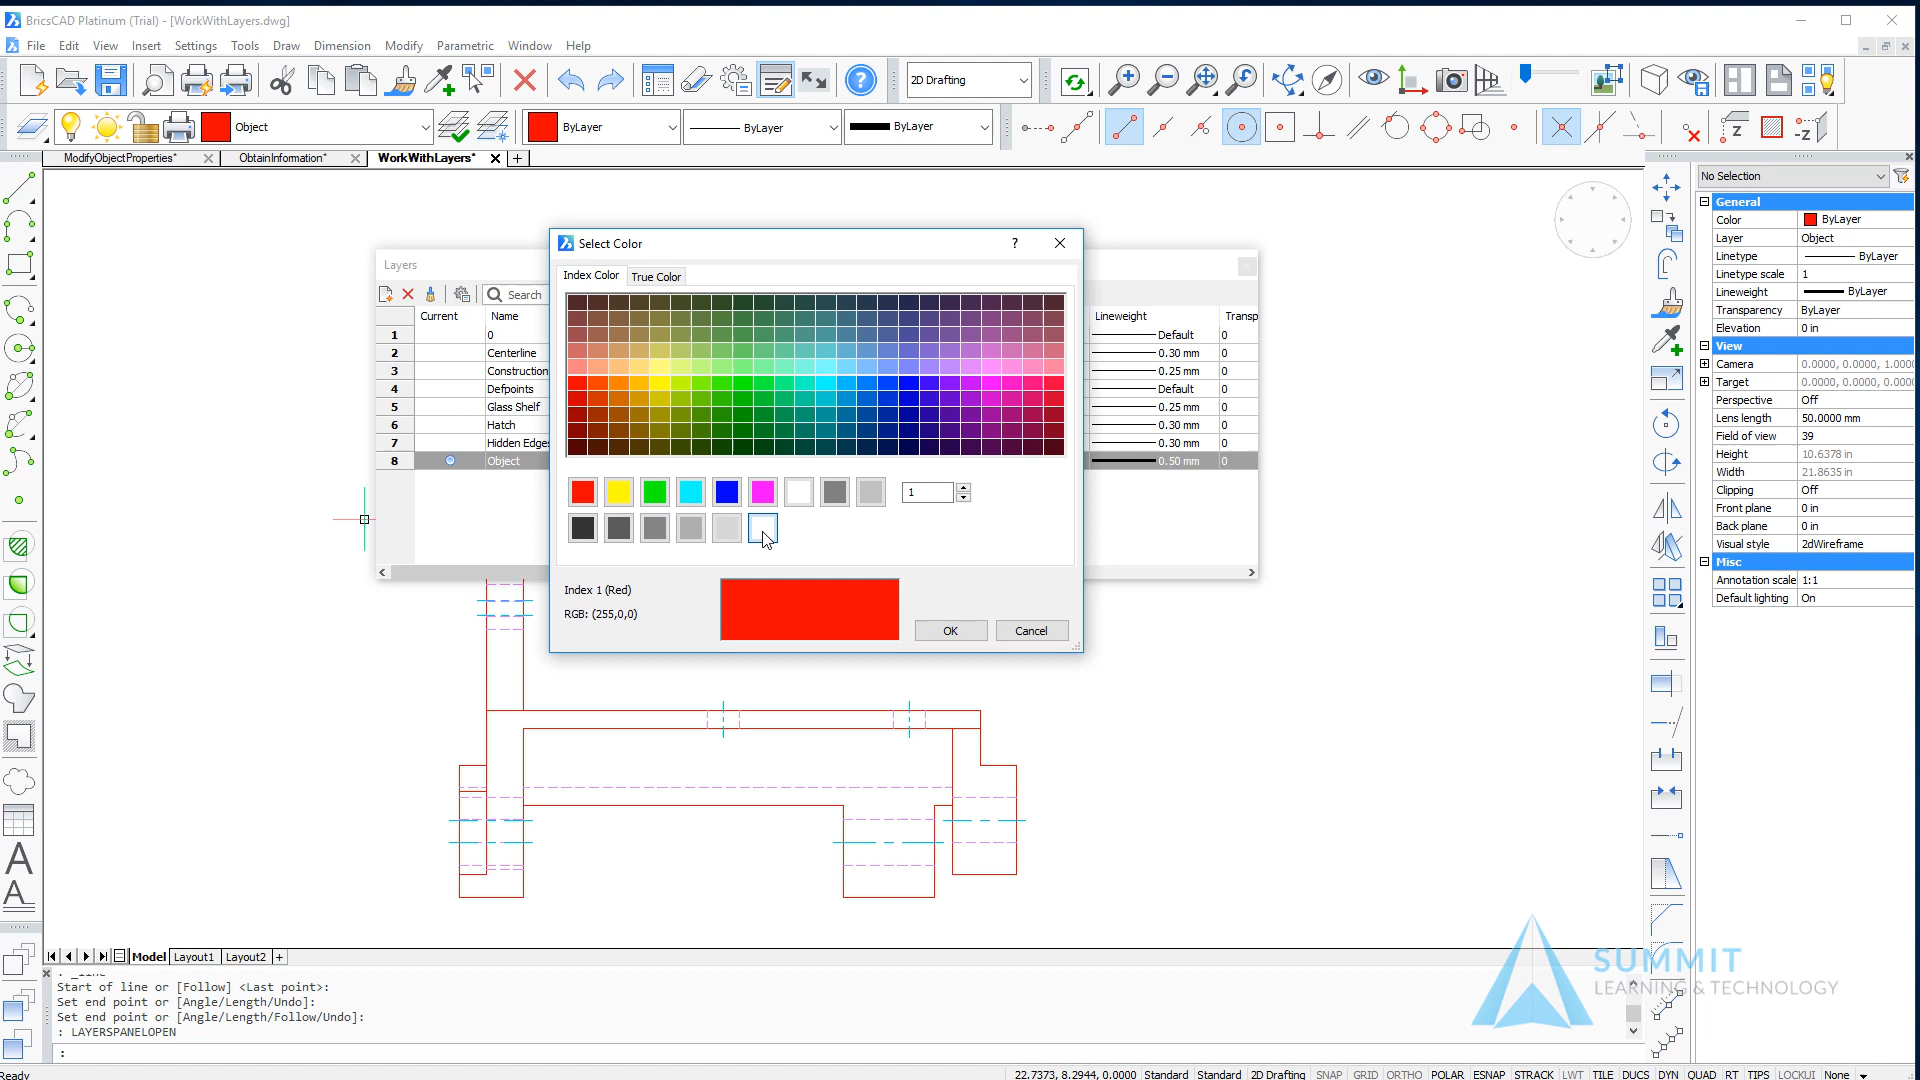 BricsCAD Platinum (Trial) - [WorkWithLayers.dwg]
File Edit View Insert Settings Tools Draw Dimension Modify Parametric Window Help
2D Drafting
Object ByLayer ByLayer ByLayer
ModifyObjectProperties* ObtainInformation* WorkWithLayers*
No Selection
General
Color ByLayer
Layer Object
Linetype ByLayer
Linetype scale 1
Lineweight ByLayer
Transparency ByLayer
Elevation 0 in
View
Camera 0.0000, 0.0000, 1.000
Target 0.0000, 0.0000, 0.000
Perspective Off
Lens length 50.0000 mm
Field of view 39
Height 10.6378 in
Width 21.8635 in
Clipping Off
Front plane 0 in
Back plane 0 in
Visual style 2dWireframe
Misc
Annotation scale 1:1
Default lighting On
Layers
Search
Current Name Lineweight Transp
1 0 Default 0
2 Centerline 0.30 mm 0
3 Construction 0.25 mm 0
4 Defpoints Default 0
5 Glass Shelf 0.25 mm 0
6 Hatch 0.30 mm 0
7 Hidden Edges 0.30 mm 0
8 Object 0.50 mm 0
Select Color
?
Index Color True Color
1
Index 1 (Red)
RGB: (255,0,0)
OK Cancel
Model Layout1 Layout2 +
: _line
Start of line or [Follow] <Last point>:
Set end point or [Angle/Length/Undo]:
Set end point or [Angle/Length/Follow/Undo]:
: LAYERSPANELOPEN
:
SUMMIT
LEARNING & TECHNOLOGY
Ready
22.7373, 8.2944, 0.0000 Standard Standard 2D Drafting SNAP GRID ORTHO POLAR ESNAP STRACK LWT TILE DUCS DYN QUAD RT TIPS LOCKUI None